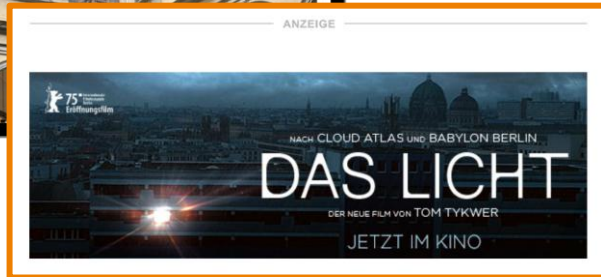 ANZEIGE
75
Eröffnungsfilm
NACH CLOUD ATLAS UND BABYLON BERLIN
DAS LICHT
DER NEUE FILM VON TOM TYKWER
JETZT IM KINO